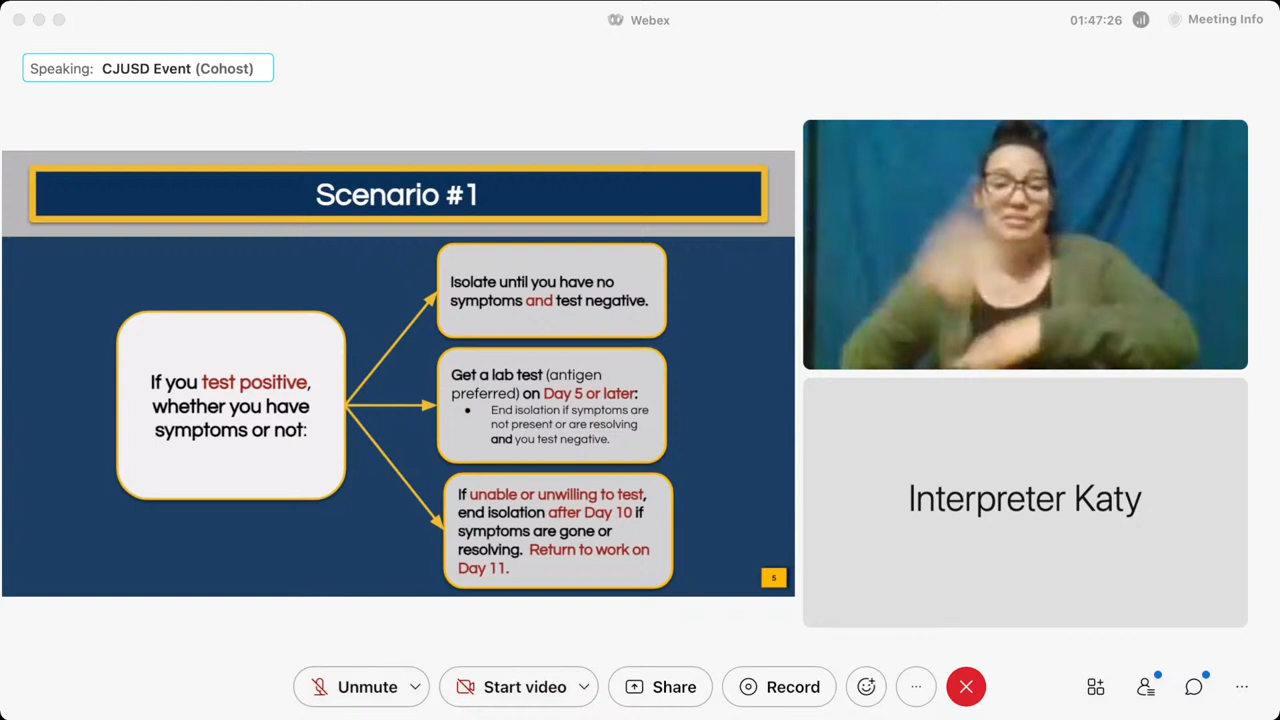 Webex
01:47:26
Meeting Info
Speaking: CJUSD Event (Cohost)
Scenario #1
If you test positive,
whether you have
symptoms or not:
Isolate until you have no
symptoms and test negative.
Get a lab test (antigen
preferred) on Day 5 or later:
● End isolation if symptoms are
not present or are resolving
and you test negative.
If unable or unwilling to test,
end isolation after Day 10 if
symptoms are gone or
resolving. Return to work on
Day 11.
5
Interpreter Katy
Unmute
Start video
Share
Record